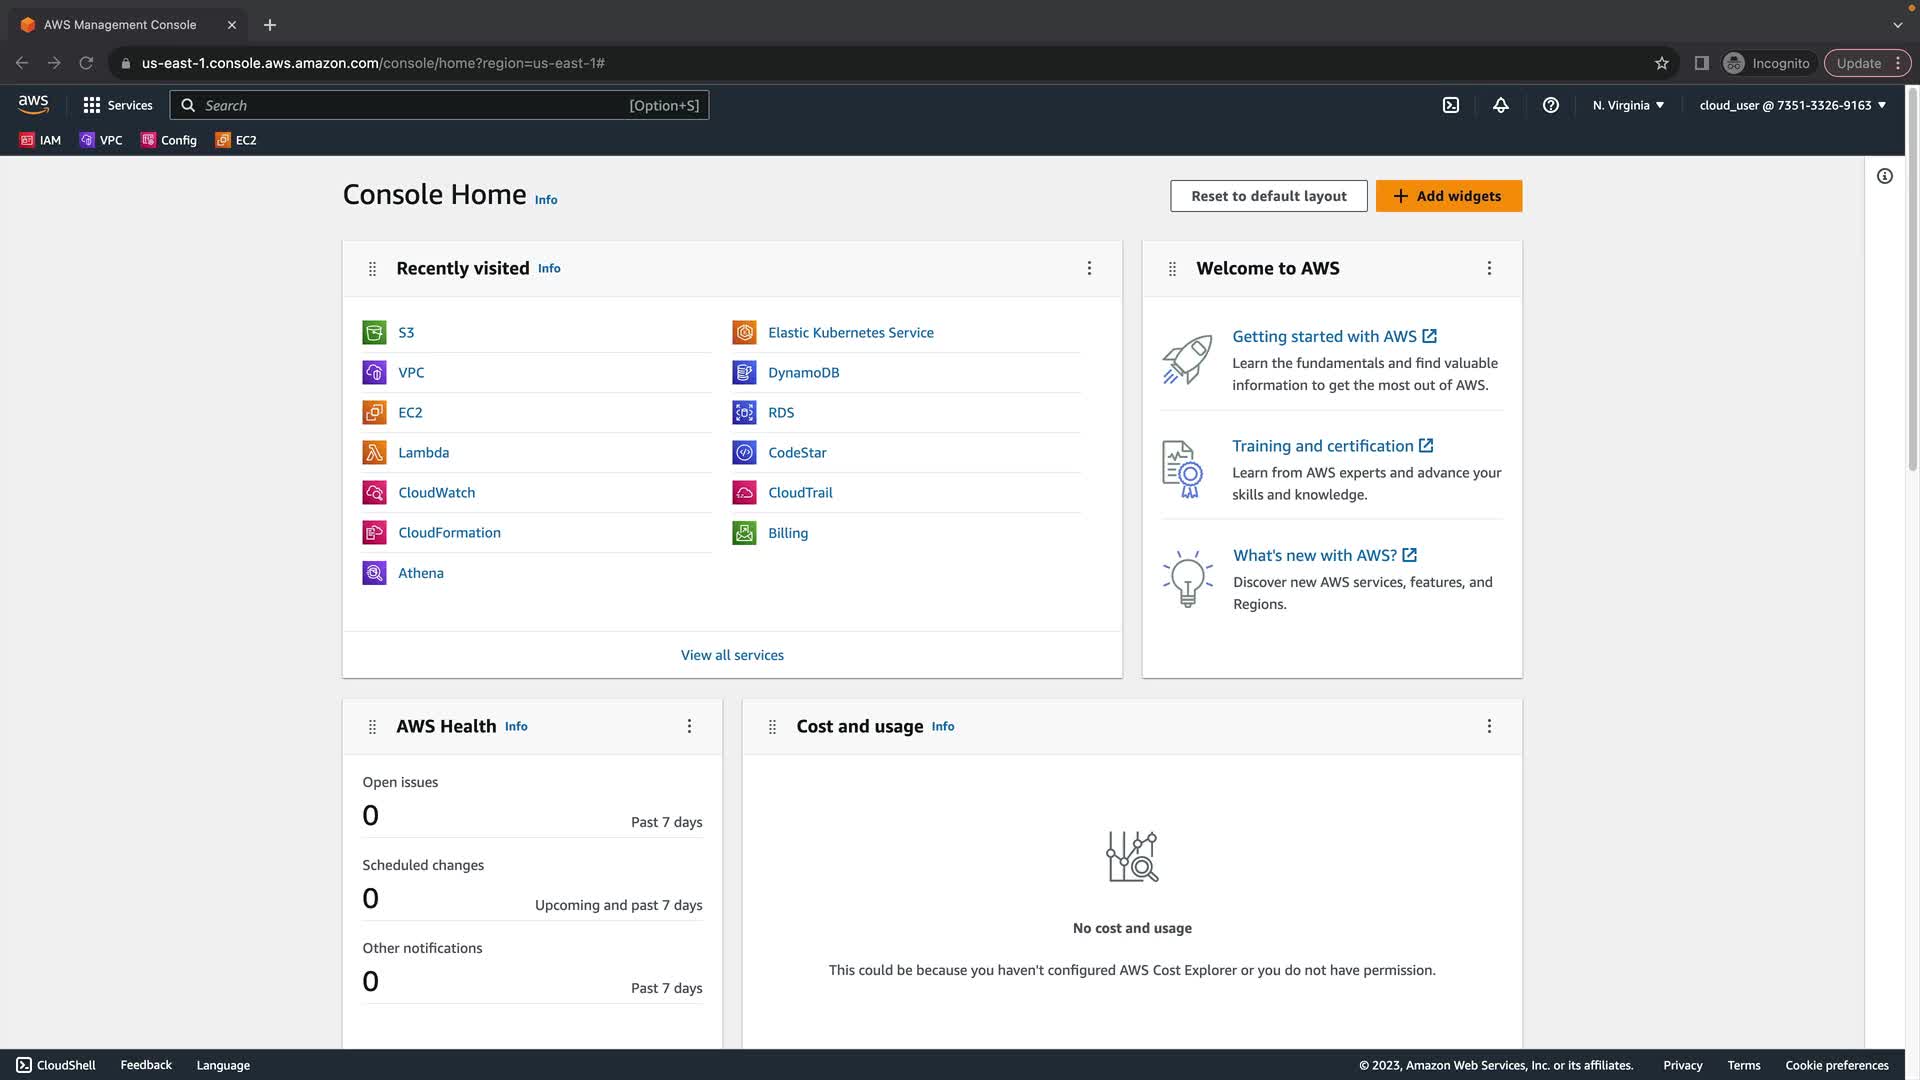 AWS Management Console
us-east-1.console.aws.amazon.com/console/home?region=us-east-1#
Incognito
Update
aws
Services
Search
[Option+S]
N. Virginia
cloud_user @ 7351-3326-9163
IAM
VPC
Config
EC2
Console Home Info
Reset to default layout
Add widgets
Recently visited Info
S3
VPC
EC2
Lambda
CloudWatch
CloudFormation
Athena
Elastic Kubernetes Service
DynamoDB
RDS
CodeStar
CloudTrail
Billing
View all services
Welcome to AWS
Getting started with AWS
Learn the fundamentals and find valuable
information to get the most out of AWS.
Training and certification
Learn from AWS experts and advance your
skills and knowledge.
What's new with AWS?
Discover new AWS services, features, and
Regions.
AWS Health Info
Open issues
0
Past 7 days
Scheduled changes
0
Upcoming and past 7 days
Other notifications
0
Past 7 days
Cost and usage Info
No cost and usage
This could be because you haven't configured AWS Cost Explorer or you do not have permission.
CloudShell
Feedback
Language
© 2023, Amazon Web Services, Inc. or its affiliates.
Privacy
Terms
Cookie preferences